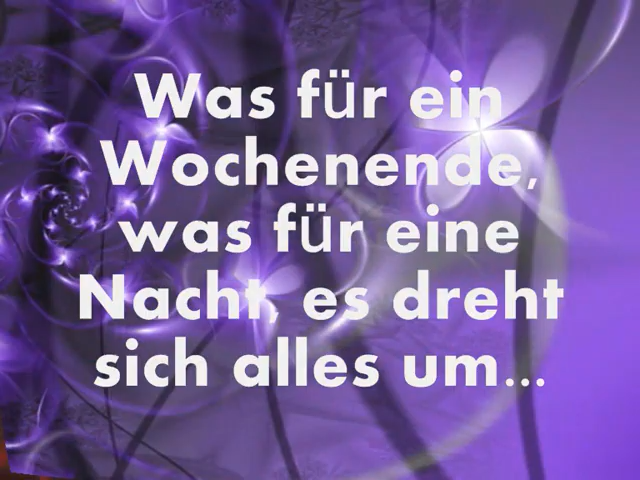 Was für ein
Wochenende,
was für eine
Nacht, es dreht
sich alles um...